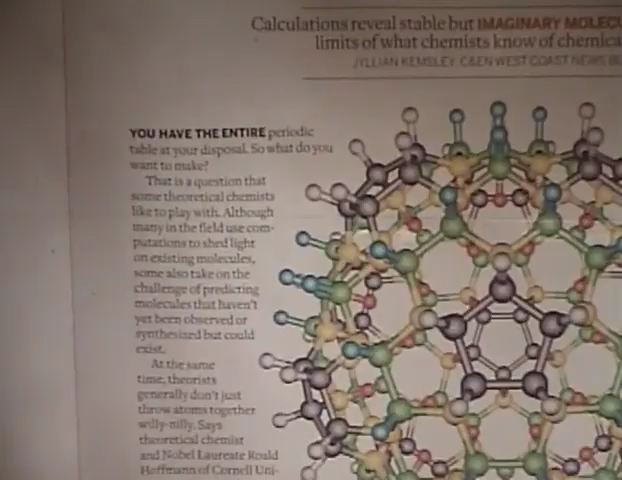 Calculations reveal stable but IMAGINARY MOLECU
limits of what chemists know of chemica
JYLLIAN KEMSLEY, C&EN WEST COAST NEWS
YOU HAVE THE ENTIRE periodic
table at your disposal. So what do you
want to make?
That is a question that
some theoretical chemists
like to play with. Although
many in the field use com-
putations to shed light
on existing molecules,
some also take on the
challenge of predicting
molecules that haven't
yet been observed or
synthesized but could
exist.
At the same
time, theorists
generally don't just
throw atoms together
willy-nilly. Says
theoretical chemist
and Nobel Laureate Roald
Hoffmann of Cornell Uni-